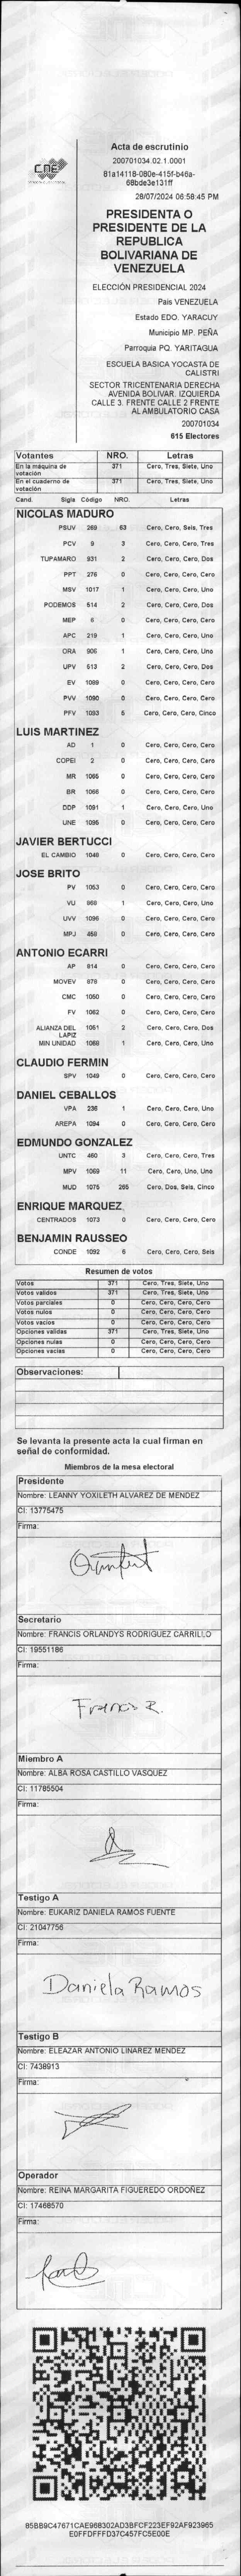 CNE
Acta de escrutinio
200701034.02.1.0001
81a14118-080e-415f-b46a-
68bde3e131ff
28/07/2024 06:58:45 PM
PRESIDENTA O
PRESIDENTE DE LA
REPUBLICA
BOLIVARIANA DE
VENEZUELA
ELECCIÓN PRESIDENCIAL 2024
País VENEZUELA
Estado EDO. YARACUY
Municipio MP. PEÑA
Parroquia PQ. YARITAGUA
ESCUELA BASICA YOCASTA DE
CALISTRI
SECTOR TRICENTENARIA DERECHA
AVENIDA BOLIVAR. IZQUIERDA
CALLE 3. FRENTE CALLE 2 FRENTE
AL AMBULATORIO CASA
200701034
615 Electores
Votantes NRO. Letras
En la máquina de votación 371 Cero, Tres, Siete, Uno
En el cuaderno de votación 371 Cero, Tres, Siete, Uno
Cand. Sigla Código NRO. Letras
NICOLAS MADURO
PSUV 269 63 Cero, Cero, Seis, Tres
PCV 9 3 Cero, Cero, Cero, Tres
TUPAMARO 931 2 Cero, Cero, Cero, Dos
PPT 276 0 Cero, Cero, Cero, Cero
MSV 1017 1 Cero, Cero, Cero, Uno
PODEMOS 514 2 Cero, Cero, Cero, Dos
MEP 6 0 Cero, Cero, Cero, Cero
APC 219 1 Cero, Cero, Cero, Uno
ORA 906 1 Cero, Cero, Cero, Uno
UPV 513 2 Cero, Cero, Cero, Dos
EV 1089 0 Cero, Cero, Cero, Cero
PVV 1090 0 Cero, Cero, Cero, Cero
PFV 1093 5 Cero, Cero, Cero, Cinco
LUIS MARTINEZ
AD 1 0 Cero, Cero, Cero, Cero
COPEI 2 0 Cero, Cero, Cero, Cero
MR 1065 0 Cero, Cero, Cero, Cero
BR 1066 0 Cero, Cero, Cero, Cero
DDP 1091 1 Cero, Cero, Cero, Uno
UNE 1095 0 Cero, Cero, Cero, Cero
JAVIER BERTUCCI
EL CAMBIO 1048 0 Cero, Cero, Cero, Cero
JOSE BRITO
PV 1053 0 Cero, Cero, Cero, Cero
VU 968 1 Cero, Cero, Cero, Uno
UVV 1096 0 Cero, Cero, Cero, Cero
MPJ 459 0 Cero, Cero, Cero, Cero
ANTONIO ECARRI
AP 914 0 Cero, Cero, Cero, Cero
MOVEV 979 0 Cero, Cero, Cero, Cero
CMC 1050 0 Cero, Cero, Cero, Cero
FV 1062 0 Cero, Cero, Cero, Cero
ALIANZA DEL LAPIZ 1051 2 Cero, Cero, Cero, Dos
MIN UNIDAD 1088 1 Cero, Cero, Cero, Uno
CLAUDIO FERMIN
SPV 1049 0 Cero, Cero, Cero, Cero
DANIEL CEBALLOS
VPA 236 1 Cero, Cero, Cero, Uno
AREPA 1094 0 Cero, Cero, Cero, Cero
EDMUNDO GONZALEZ
UNTC 460 3 Cero, Cero, Cero, Tres
MPV 1069 11 Cero, Cero, Uno, Uno
MUD 1075 265 Cero, Dos, Seis, Cinco
ENRIQUE MARQUEZ
CENTRADOS 1073 0 Cero, Cero, Cero, Cero
BENJAMIN RAUSSEO
CONDE 1092 6 Cero, Cero, Cero, Seis
Resumen de votos
Votos 371 Cero, Tres, Siete, Uno
Votos validos 371 Cero, Tres, Siete, Uno
Votos parciales 0 Cero, Cero, Cero, Cero
Votos nulos 0 Cero, Cero, Cero, Cero
Votos vacios 0 Cero, Cero, Cero, Cero
Opciones validas 371 Cero, Tres, Siete, Uno
Opciones nulas 0 Cero, Cero, Cero, Cero
Opciones vacias 0 Cero, Cero, Cero, Cero
Observaciones:
Se levanta la presente acta la cual firman en
señal de conformidad.
Miembros de la mesa electoral
Presidente
Nombre: LEANNY YOXILETH ALVAREZ DE MENDEZ
CI: 13775475
Firma:
Secretario
Nombre: FRANCIS ORLANDYS RODRIGUEZ CARRILLO
CI: 19551186
Firma:
Francis R.
Miembro A
Nombre: ALBA ROSA CASTILLO VASQUEZ
CI: 11785504
Firma:
Testigo A
Nombre: EUKARIZ DANIELA RAMOS FUENTE
CI: 21047756
Firma:
Daniela Ramos
Testigo B
Nombre: ELEAZAR ANTONIO LINAREZ MENDEZ
CI: 7438913
Firma:
Operador
Nombre: REINA MARGARITA FIGUEREDO ORDOÑEZ
CI: 17468570
Firma:
85BB9C47671CAE968302AD3BFCF223EF92AF923965
E0FFDFFFD37C457FC5E00E